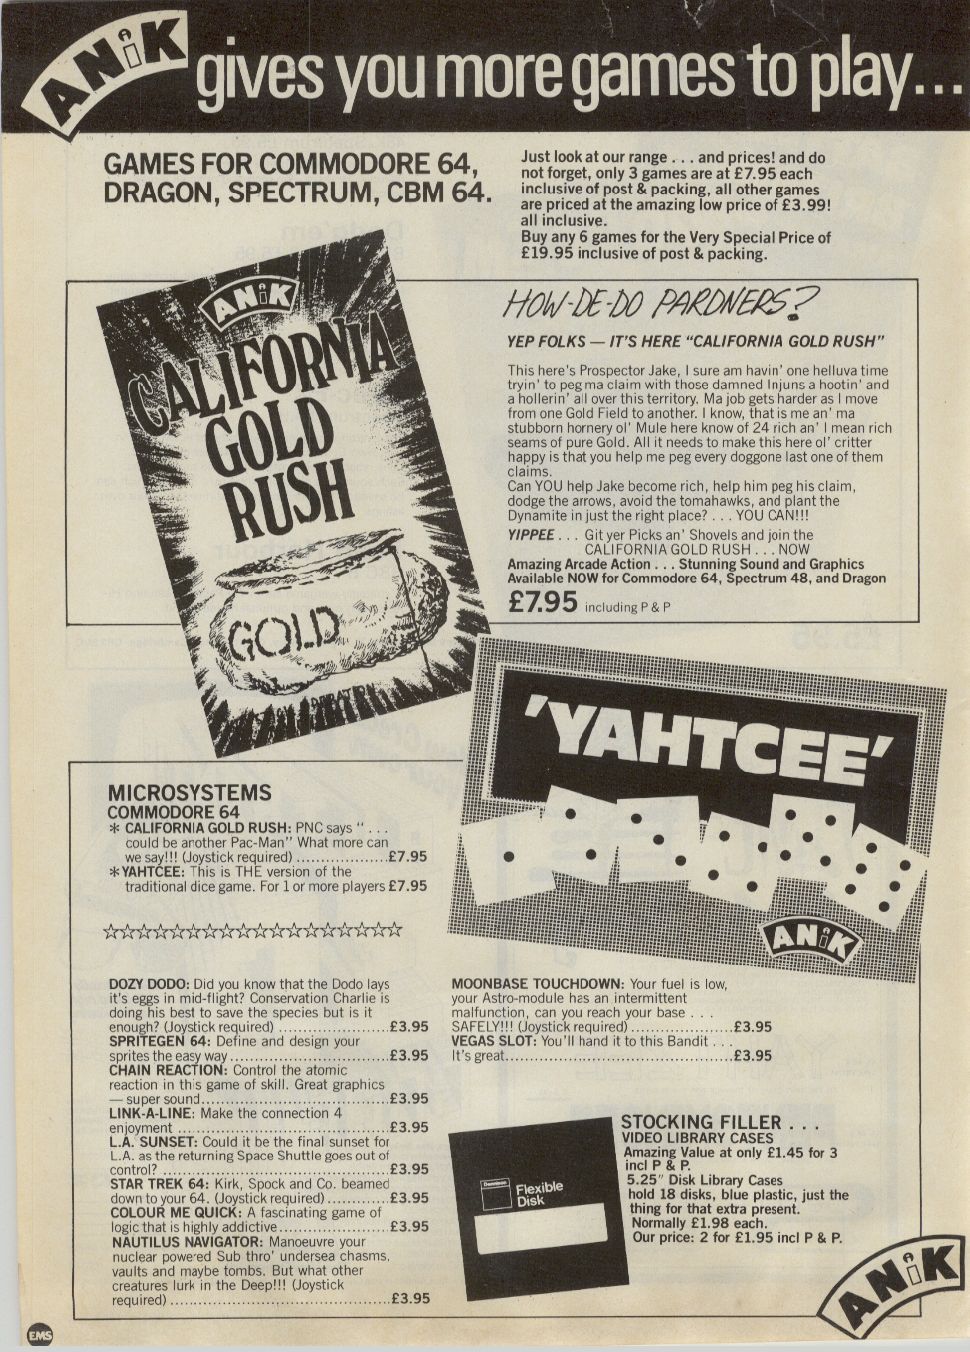 ANiK gives you more games to play...
GAMES FOR COMMODORE 64,
DRAGON, SPECTRUM, CBM 64.
Just look at our range . . . and prices! and do
not forget, only 3 games are at £7.95 each
inclusive of post & packing, all other games
are priced at the amazing low price of £3.99!
all inclusive.
Buy any 6 games for the Very Special Price of
£19.95 inclusive of post & packing.
ANiK
CALIFORNIA
GOLD
RUSH
GOLD
HOW-DE-DO PARDNERS?
YEP FOLKS — IT'S HERE "CALIFORNIA GOLD RUSH"
This here's Prospector Jake, I sure am havin' one helluva time
tryin' to peg ma claim with those damned Injuns a hootin' and
a hollerin' all over this territory. Ma job gets harder as I move
from one Gold Field to another. I know, that is me an' ma
stubborn hornery ol' Mule here know of 24 rich an' I mean rich
seams of pure Gold. All it needs to make this here ol' critter
happy is that you help me peg every doggone last one of them
claims.
Can YOU help Jake become rich, help him peg his claim,
dodge the arrows, avoid the tomahawks, and plant the
Dynamite in just the right place? . . . YOU CAN!!!
YIPPEE . . . Git yer Picks an' Shovels and join the
CALIFORNIA GOLD RUSH . . . NOW
Amazing Arcade Action . . . Stunning Sound and Graphics
Available NOW for Commodore 64, Spectrum 48, and Dragon
£7.95 including P & P
'YAHTCEE'
ANiK
MICROSYSTEMS
COMMODORE 64
* CALIFORNIA GOLD RUSH: PNC says " . . .
could be another Pac-Man" What more can
we say!!! (Joystick required) ..................£7.95
* YAHTCEE: This is THE version of the
traditional dice game. For 1 or more players £7.95
☆☆☆☆☆☆☆☆☆☆☆☆☆☆☆☆☆☆☆
DOZY DODO: Did you know that the Dodo lays
it's eggs in mid-flight? Conservation Charlie is
doing his best to save the species but is it
enough? (Joystick required) .....................£3.95
SPRITEGEN 64: Define and design your
sprites the easy way..............................£3.95
CHAIN REACTION: Control the atomic
reaction in this game of skill. Great graphics
— super sound...................................£3.95
LINK-A-LINE: Make the connection 4
enjoyment .......................................£3.95
L.A. SUNSET: Could it be the final sunset for
L.A. as the returning Space Shuttle goes out of
control? ..........................................£3.95
STAR TREK 64: Kirk, Spock and Co. beamed
down to your 64. (Joystick required) ............£3.95
COLOUR ME QUICK: A fascinating game of
logic that is highly addictive.....................£3.95
NAUTILUS NAVIGATOR: Manoeuvre your
nuclear powered Sub thro' undersea chasms,
vaults and maybe tombs. But what other
creatures lurk in the Deep!!! (Joystick
required) .........................................£3.95
MOONBASE TOUCHDOWN: Your fuel is low,
your Astro-module has an intermittent
malfunction, can you reach your base . . .
SAFELY!!! (Joystick required) ....................£3.95
VEGAS SLOT: You'll hand it to this Bandit . . .
It's great...........................................£3.95
Dennison
Flexible
Disk
STOCKING FILLER . . .
VIDEO LIBRARY CASES
Amazing Value at only £1.45 for 3
incl P & P.
5.25" Disk Library Cases
hold 18 disks, blue plastic, just the
thing for that extra present.
Normally £1.98 each.
Our price: 2 for £1.95 incl P & P.
ANiK
EMS